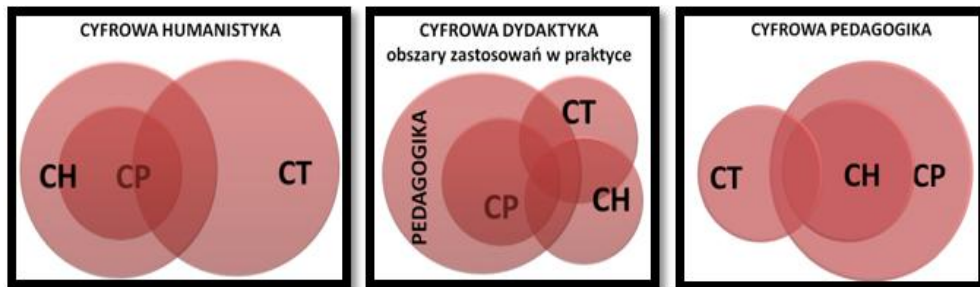 CYFROWA HUMANISTYKA
CH
CP
CT
CYFROWA DYDAKTYKA
obszary zastosowań w praktyce
PEDAGOGIKA
CT
CP
CH
CYFROWA PEDAGOGIKA
CT
CH
CP